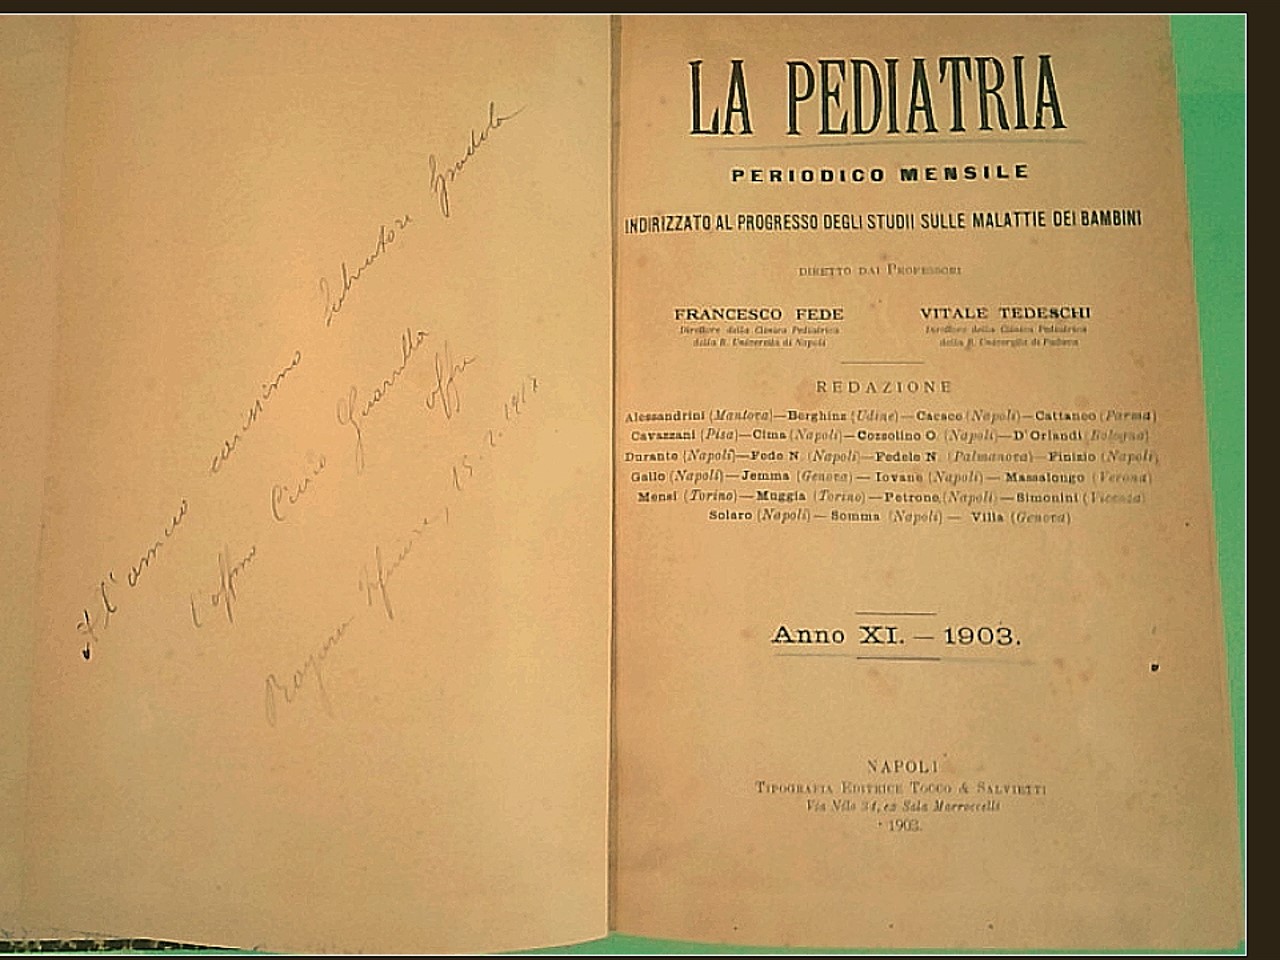 All'amico carissimo Salvatore
l'affmo Ciccio offre
15.2.1917
LA PEDIATRIA
PERIODICO MENSILE
INDIRIZZATO AL PROGRESSO DEGLI STUDII SULLE MALATTIE DEI BAMBINI
DIRETTO DAI PROFESSORI
FRANCESCO FEDE VITALE TEDESCHI
Direttore della Clinica Pediatrica Direttore della Clinica Pediatrica
della R. Università di Napoli della R. Università di Padova
REDAZIONE
Alessandrini (Mantova)—Berghinz (Udine)—Cacace (Napoli)—Cattaneo (Parma)
Cavazzani (Pisa)—Cima (Napoli)—Cozzolino O. (Napoli)—D'Orlandi (Bologna)
Durante (Napoli)—Fede N. (Napoli)—Fedele N. (Palmanova)—Finizio (Napoli)
Gallo (Napoli)—Jemma (Genova)—Iovane (Napoli)—Massalongo (Verona)
Mensi (Torino)—Muggia (Torino)—Petrone (Napoli)—Simonini (Vicenza)
Solaro (Napoli)—Somma (Napoli)—Villa (Genova)
Anno XI. — 1903.
NAPOLI
TIPOGRAFIA EDITRICE TOCCO & SALVIETTI
Via Nilo 34, ex Sala Marroccelli
1903.